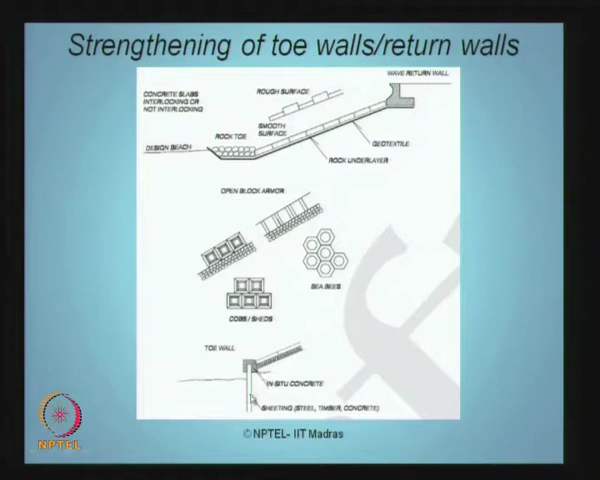 Strengthening of toe walls/return walls
WAVE RETURN WALL
CONCRETE SLABS
INTERLOCKING OR
NOT INTERLOCKING
ROUGH SURFACE
SMOOTH
SURFACE
ROCK TOE
DESIGN BEACH
GEOTEXTILE
ROCK UNDERLAYER
OPEN BLOCK ARMOR
SEA BEES
COBS / SHEDS
TOE WALL
IN-SITU CONCRETE
SHEETING (STEEL, TIMBER, CONCRETE)
NPTEL
© NPTEL- IIT Madras